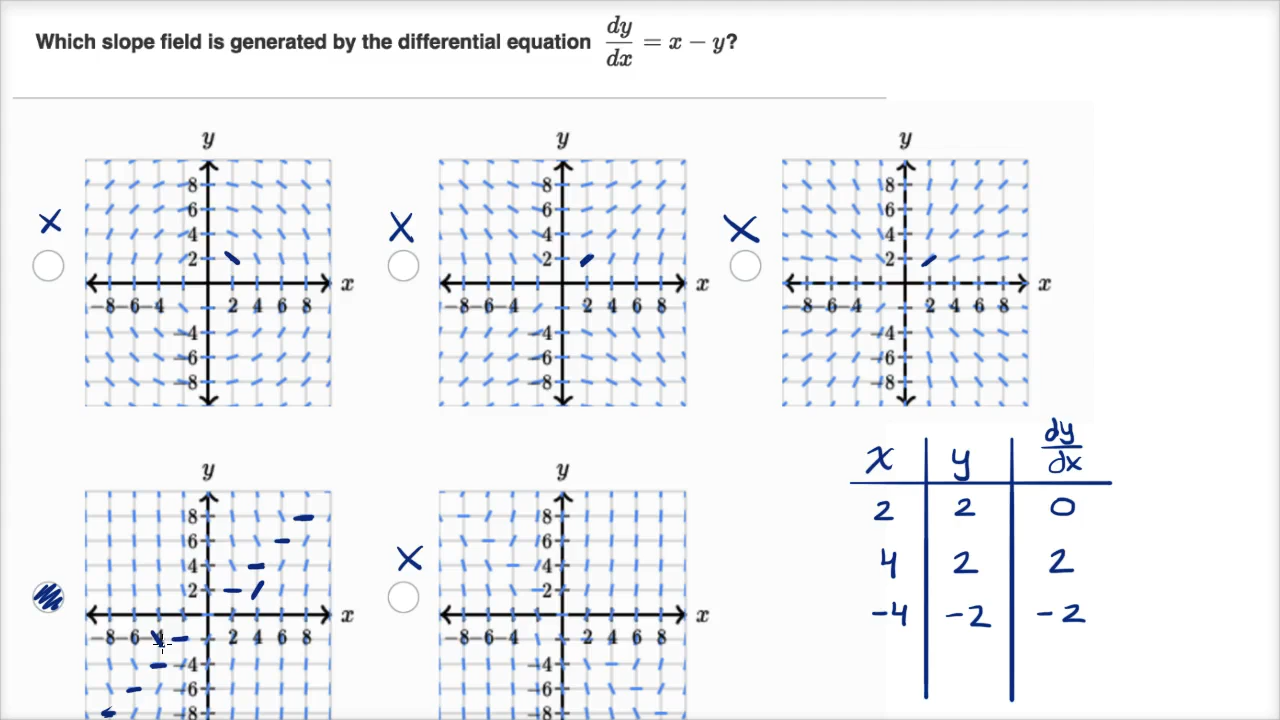 Which slope field is generated by the differential equation dy/dx = x − y?
y y y
8 8 8
6 6 6
4 4 4
2 2 2
x x x
−8 −6 −4 2 4 6 8 −8 −6 −4 2 4 6 8 −8 −6 −4 2 4 6 8
−4 −4 −4
−6 −6 −6
−8 −8 −8
y y
8 8
6 6
4 4
2 2
x x
−8 −6 −4 2 4 6 8 −8 −6 −4 2 4 6 8
−4 −4
−6 −6
−8 −8
x y dy/dx
2 2 0
4 2 2
-4 -2 -2